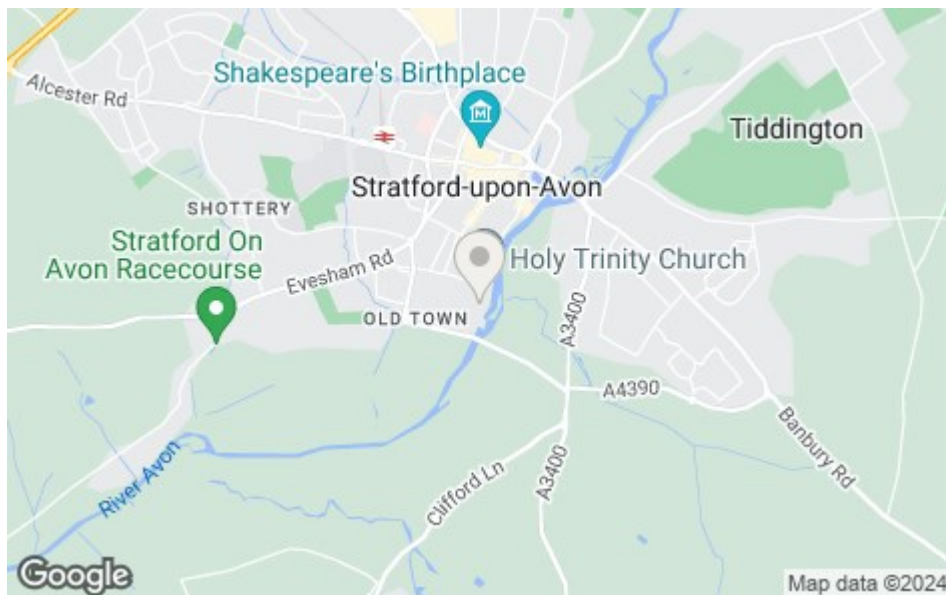 Alcester Rd
Shakespeare's Birthplace
M
Tiddington
Stratford-upon-Avon
SHOTTERY
Stratford On
Avon Racecourse
Evesham Rd
Holy Trinity Church
OLD TOWN
A3400
A4390
Banbury Rd
River Avon
Clifford Ln
A3400
Google
Map data ©2024